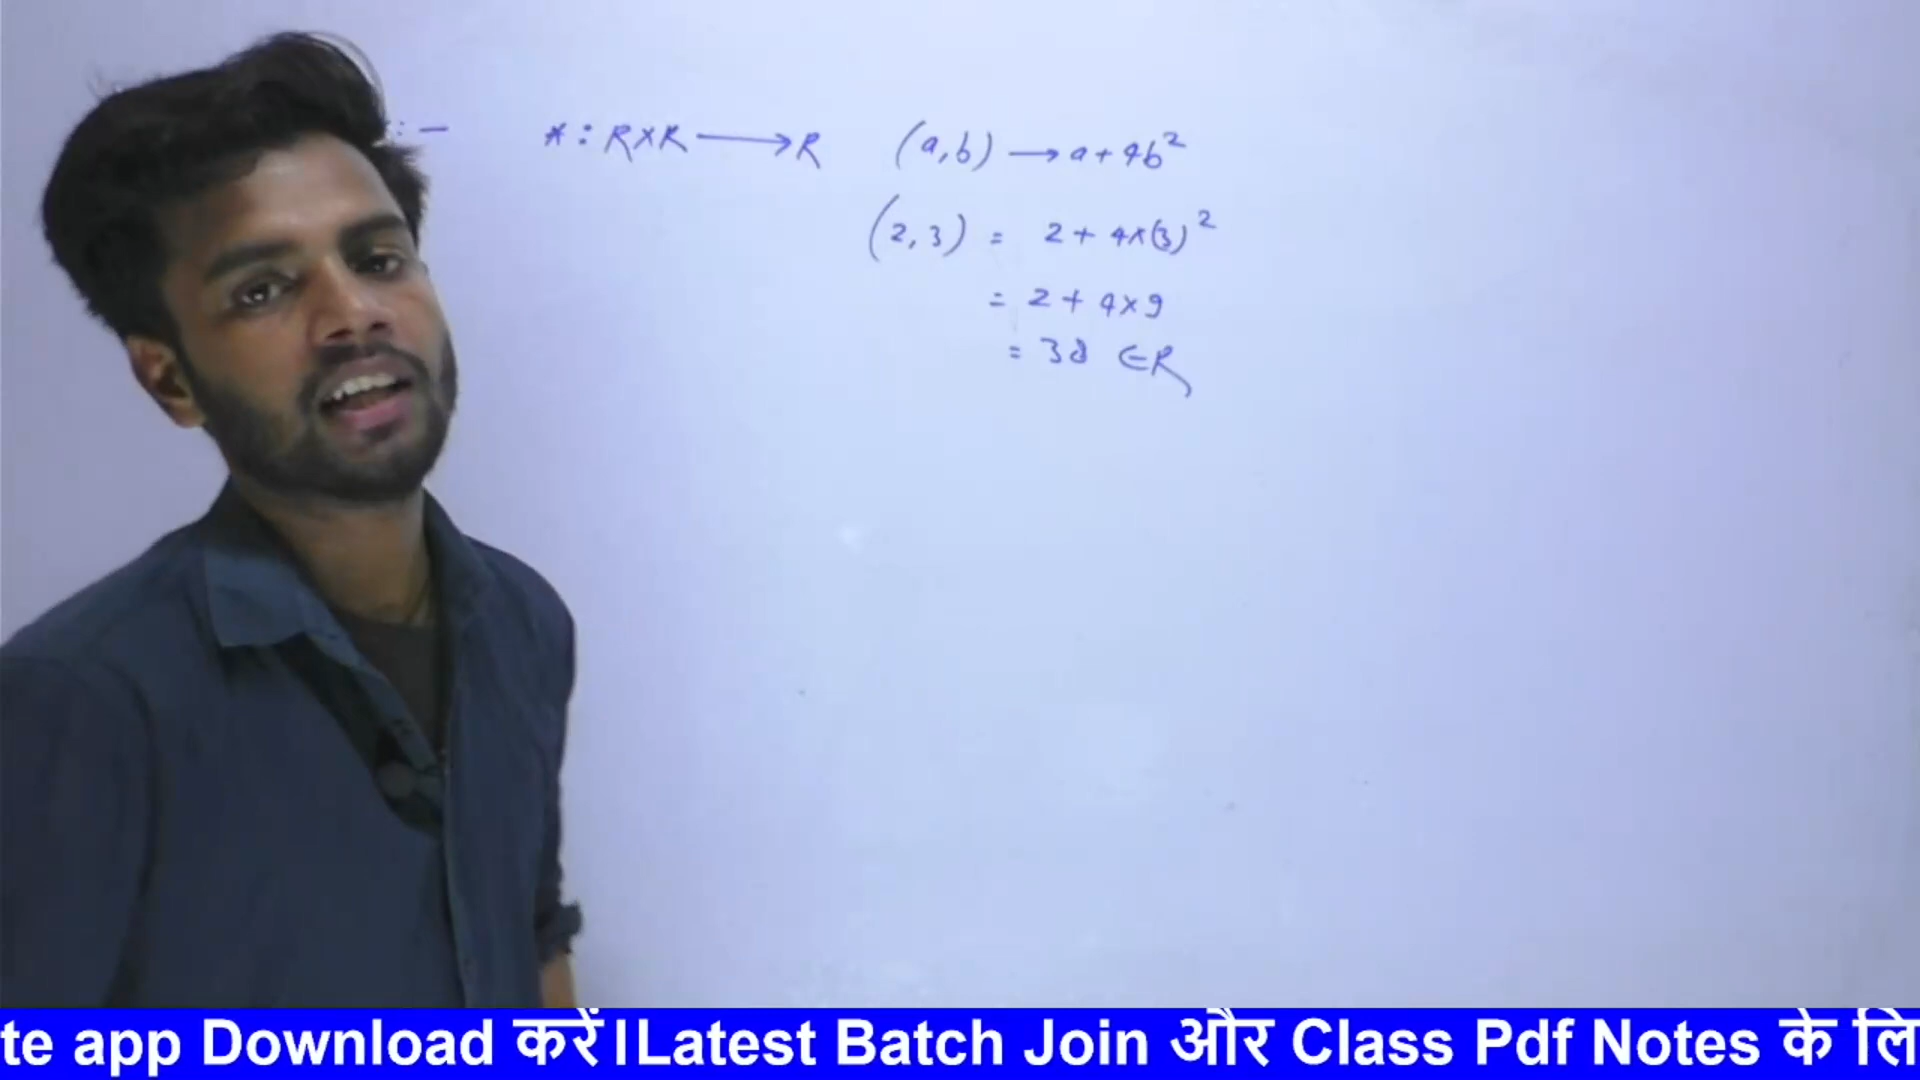 :- * : R×R ⟶ R (a,b) → a+4b²
(2,3) = 2 + 4×(3)²
= 2 + 4×9
= 38 ∈R
te app Download करें।Latest Batch Join और Class Pdf Notes के लि